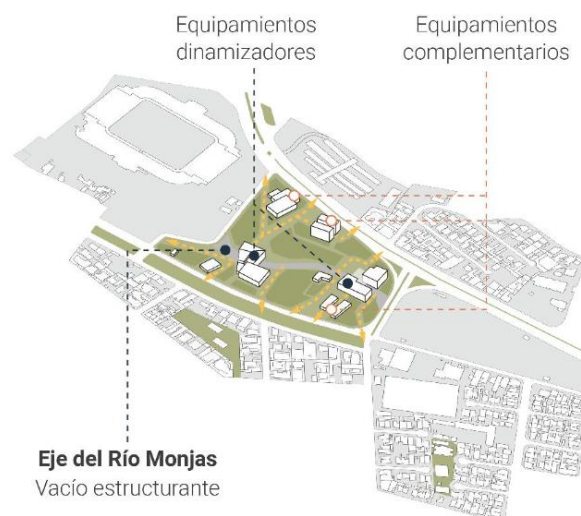 Equipamientos
dinamizadores
Equipamientos
complementarios
Eje del Río Monjas
Vacío estructurante